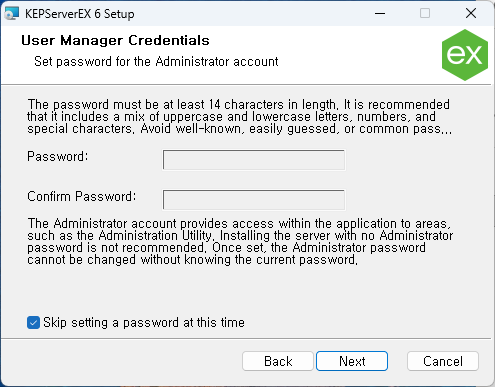 KEPServerEX 6 Setup
User Manager Credentials
Set password for the Administrator account
ex
The password must be at least 14 characters in length. It is recommended
that it includes a mix of uppercase and lowercase letters, numbers, and
special characters. Avoid well-known, easily guessed, or common pass...
Password:
Confirm Password:
The Administrator account provides access within the application to areas,
such as the Administration Utility. Installing the server with no Administrator
password is not recommended. Once set, the Administrator password
cannot be changed without knowing the current password.
Skip setting a password at this time
Back Next Cancel